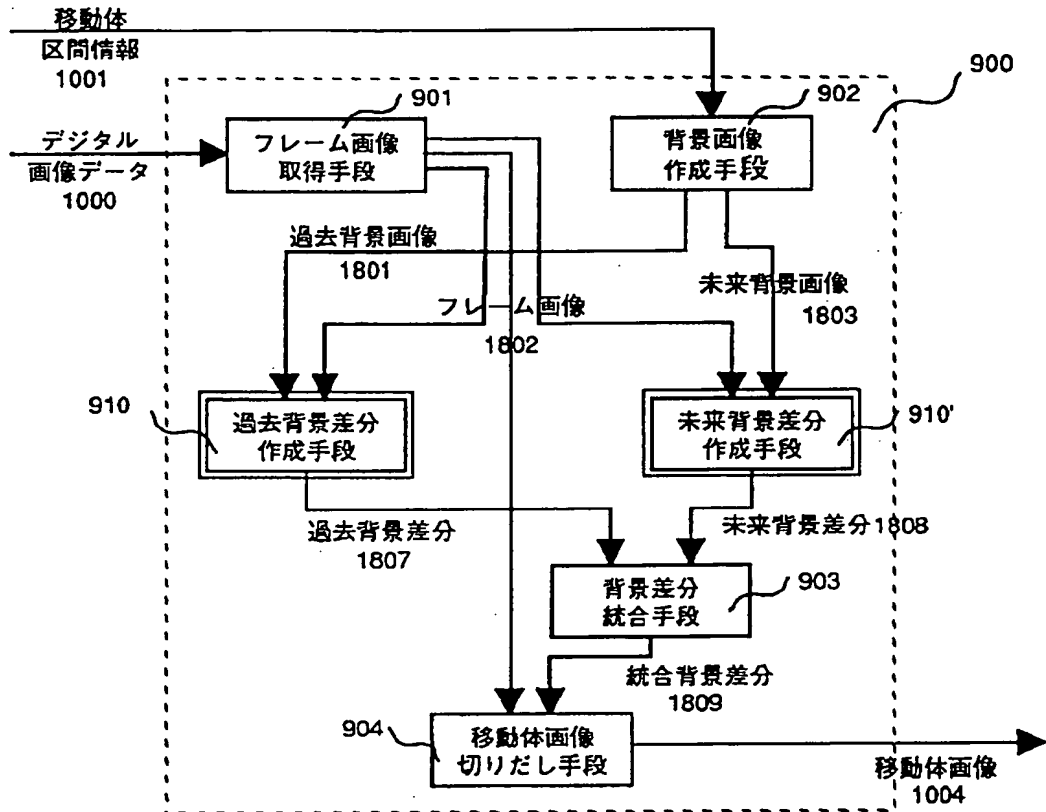 移動体
区間情報
1001
900
901
902
デジタル
画像データ
1000
フレーム画像
取得手段
背景画像
作成手段
過去背景画像
1801
未来背景画像
1803
フレーム画像
1802
910
過去背景差分
作成手段
未来背景差分
作成手段
910'
過去背景差分
1807
未来背景差分1808
背景差分
統合手段
903
統合背景差分
1809
904
移動体画像
切りだし手段
移動体画像
1004